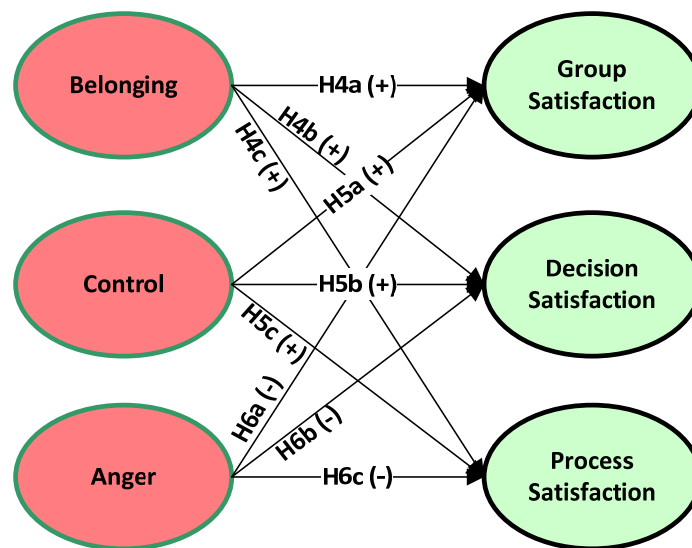 Belonging
H4a (+)
Group
Satisfaction
H4b (+)
H4c (+)
H5a (+)
Control
H5b (+)
Decision
Satisfaction
H5c (+)
H6a (-)
H6b (-)
Anger
H6c (-)
Process
Satisfaction